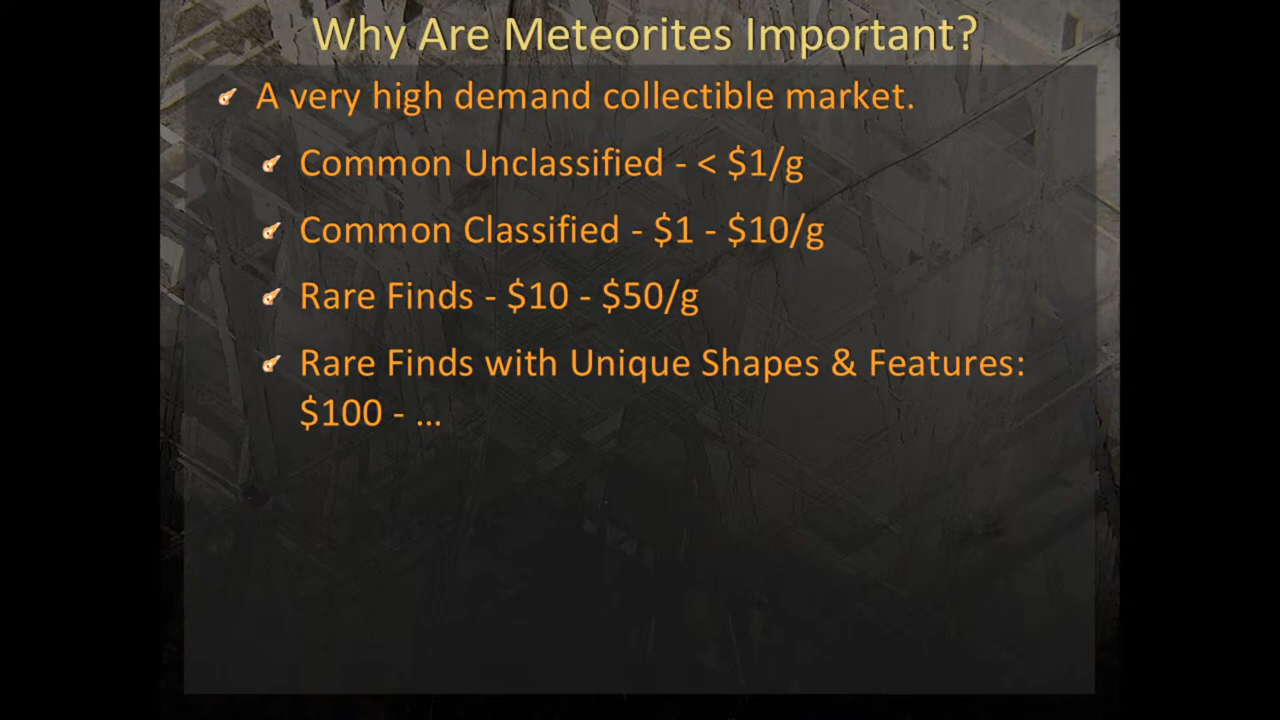 Why Are Meteorites Important?
A very high demand collectible market.
Common Unclassified - < $1/g
Common Classified - $1 - $10/g
Rare Finds - $10 - $50/g
Rare Finds with Unique Shapes & Features:
$100 - ...